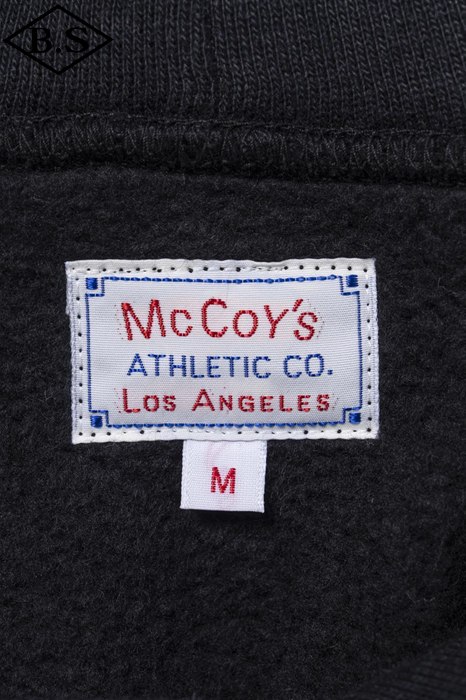 B.S
McCoy's
ATHLETIC CO.
Los Angeles
M